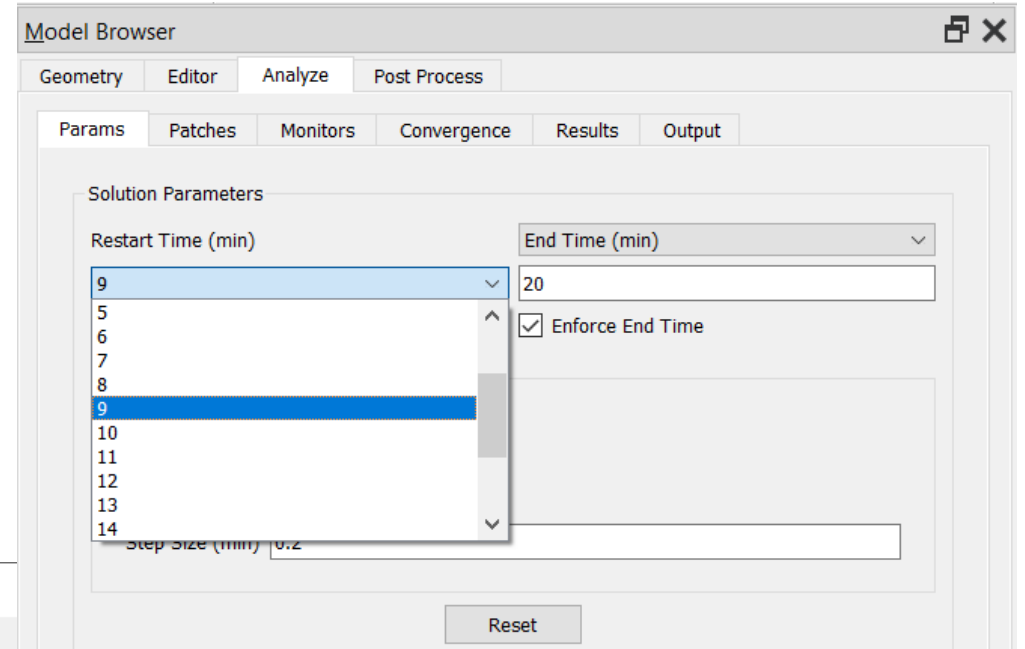 Model Browser
Geometry Editor Analyze Post Process
Params Patches Monitors Convergence Results Output
Solution Parameters
Restart Time (min) End Time (min)
9 20
Enforce End Time
5
6
7
8
9
10
11
12
13
14
Step Size (min) 0.2
Reset